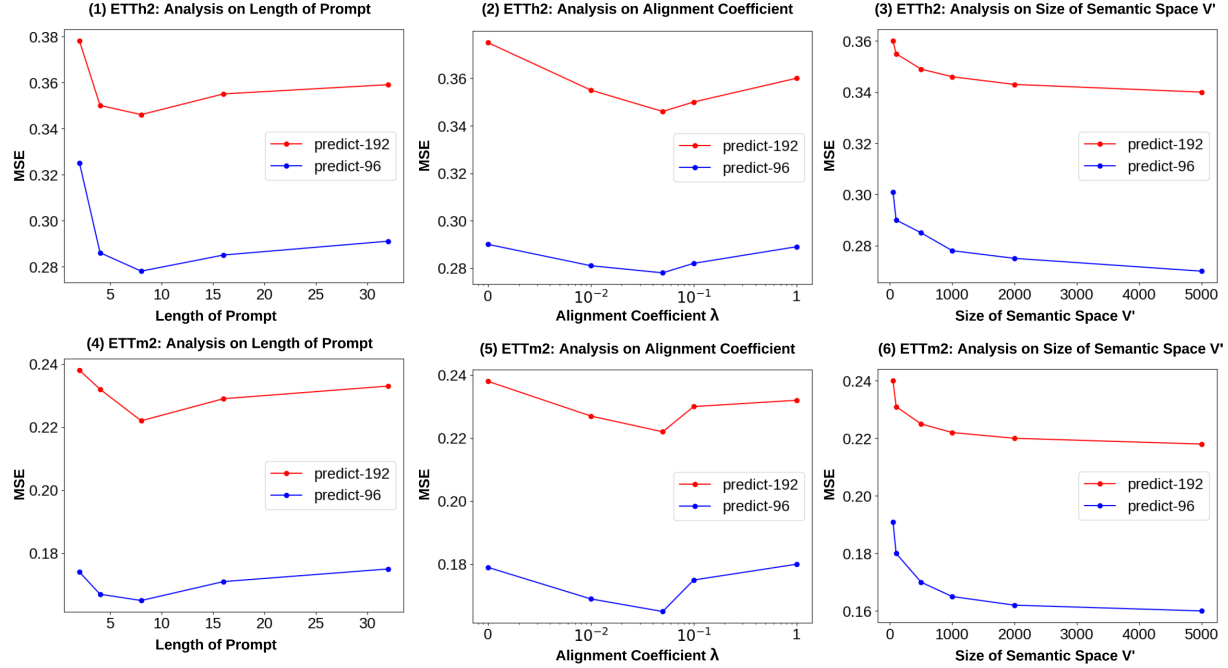 (1) ETTh2: Analysis on Length of Prompt
0.38
0.36
0.34
0.32
0.30
0.28
MSE
predict-192
predict-96
5 10 15 20 25 30
Length of Prompt
(2) ETTh2: Analysis on Alignment Coefficient
0.38
0.36
0.34
0.32
0.30
0.28
MSE
predict-192
predict-96
0 10⁻² 10⁻¹ 1
Alignment Coefficient λ
(3) ETTh2: Analysis on Size of Semantic Space V'
0.36
0.34
0.32
0.30
0.28
MSE
predict-192
predict-96
0 1000 2000 3000 4000 5000
Size of Semantic Space V'
(4) ETTm2: Analysis on Length of Prompt
0.24
0.22
0.20
0.18
MSE
predict-192
predict-96
5 10 15 20 25 30
Length of Prompt
(5) ETTm2: Analysis on Alignment Coefficient
0.24
0.22
0.20
0.18
MSE
predict-192
predict-96
0 10⁻² 10⁻¹ 1
Alignment Coefficient λ
(6) ETTm2: Analysis on Size of Semantic Space V'
0.24
0.22
0.20
0.18
0.16
MSE
predict-192
predict-96
0 1000 2000 3000 4000 5000
Size of Semantic Space V'